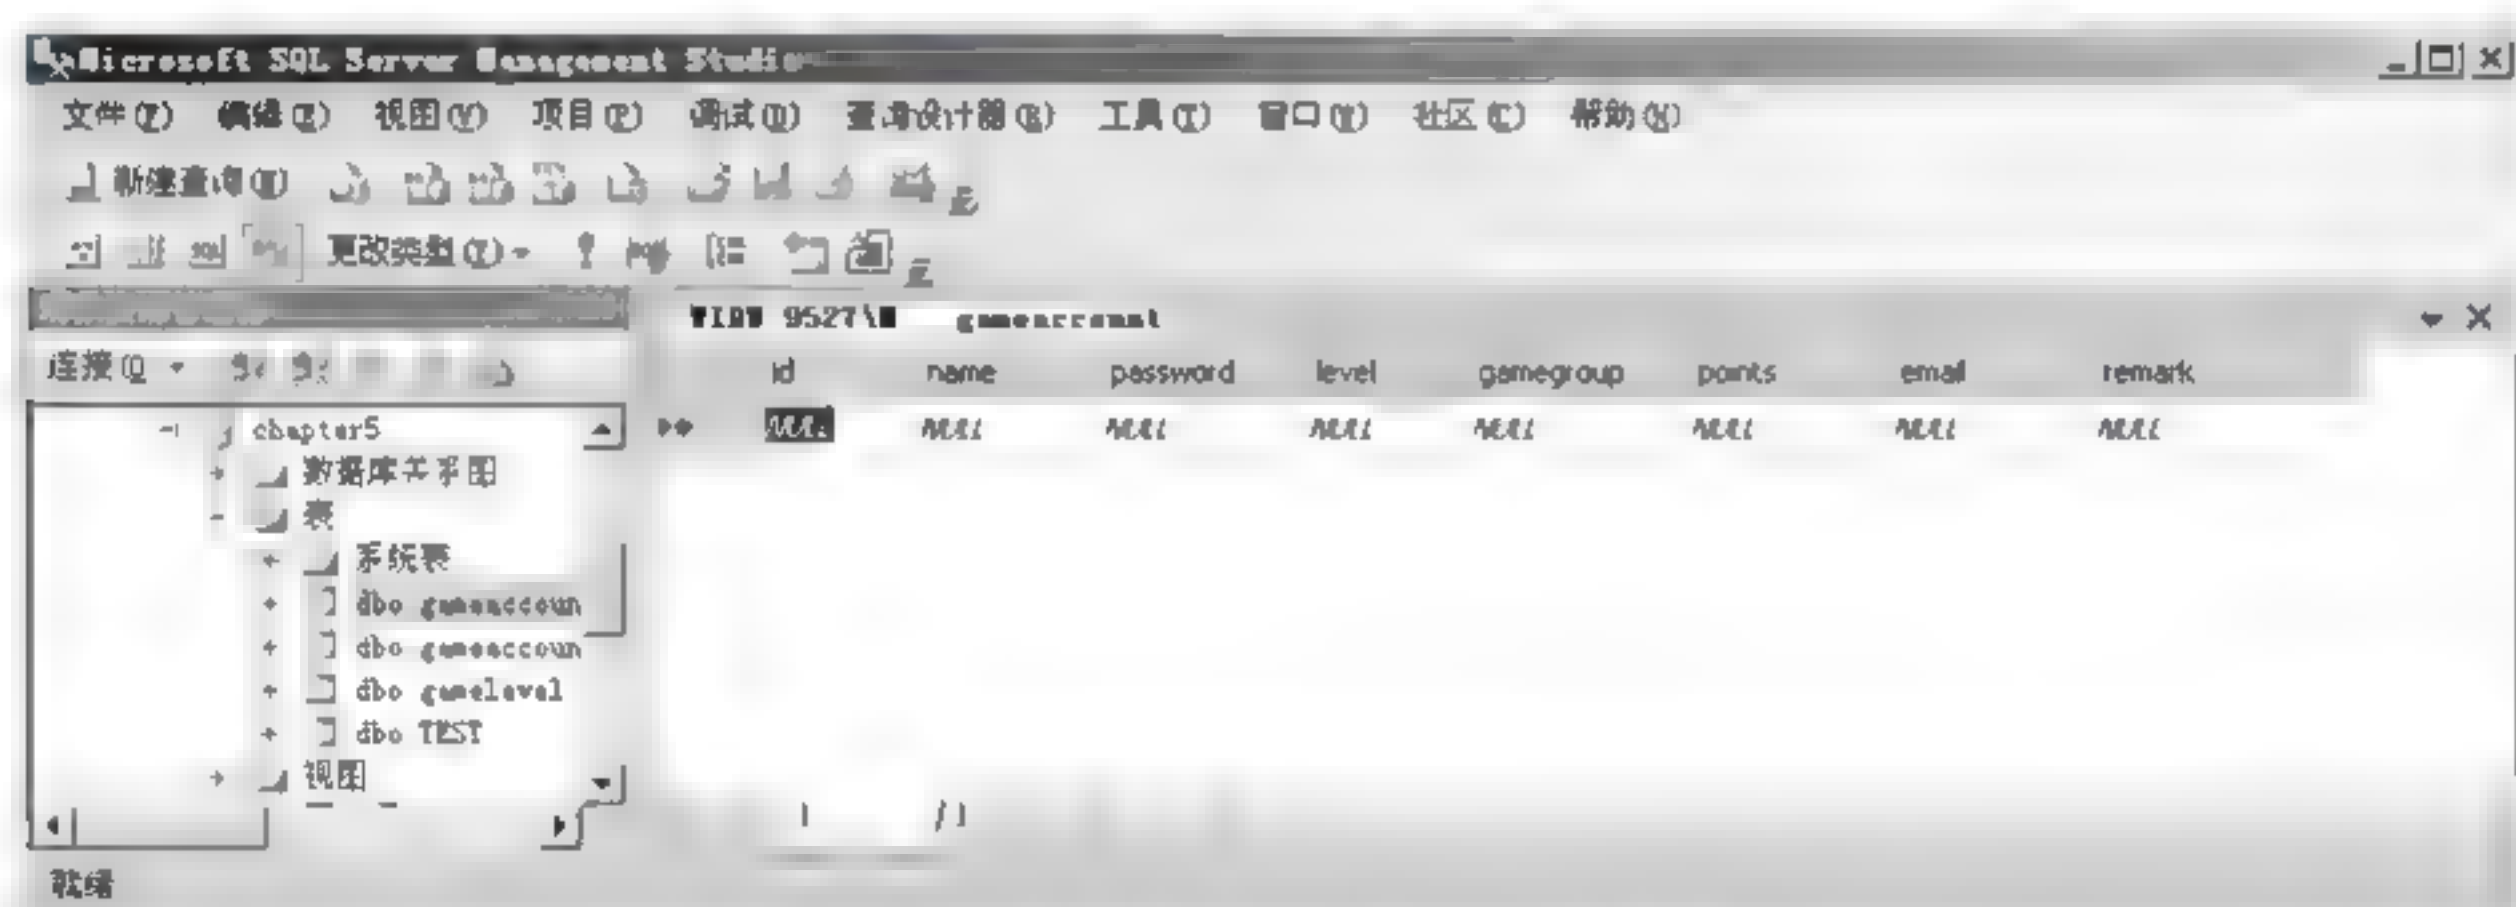 Microsoft SQL Server Management Studio
文件(F) 编辑(E) 视图(V) 项目(P) 调试(D) 查询设计器(R) 工具(T) 窗口(W) 社区(C) 帮助(H)
新建查询(N)
更改类型(Y)
9527\
连接(O)
id name password level gamegroup points email remark
chapter5
NULL NULL NULL NULL NULL NULL NULL NULL
数据库关系图
表
系统表
dbo gameaccoun
dbo gameaccoun
dbo gamelevel
dbo TEST
视图
/ 1
就绪